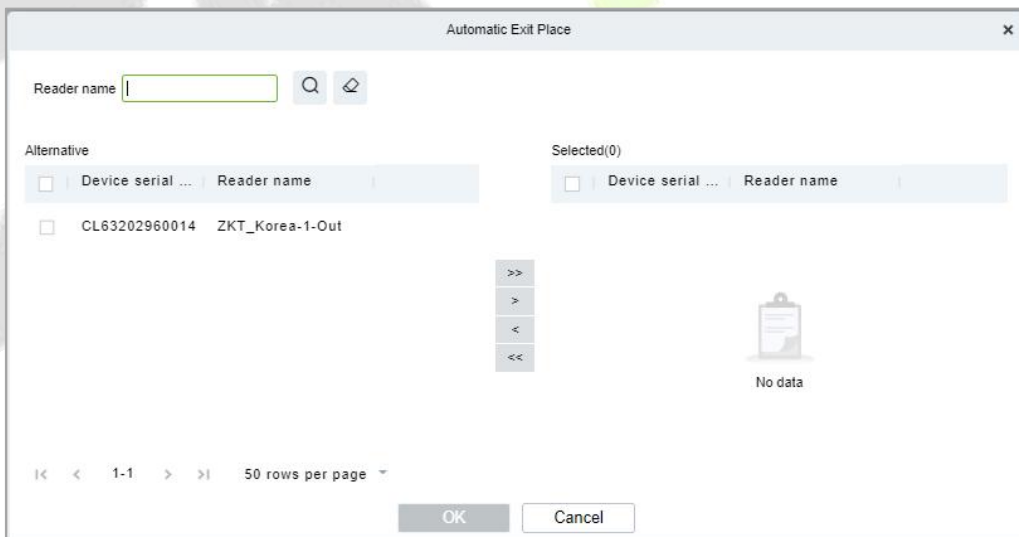 Automatic Exit Place ×
Reader name
Alternative
Device serial ... Reader name
CL63202960014 ZKT_Korea-1-Out
>>
>
<
<<
Selected(0)
Device serial ... Reader name
No data
|< < 1-1 > >| 50 rows per page
OK Cancel